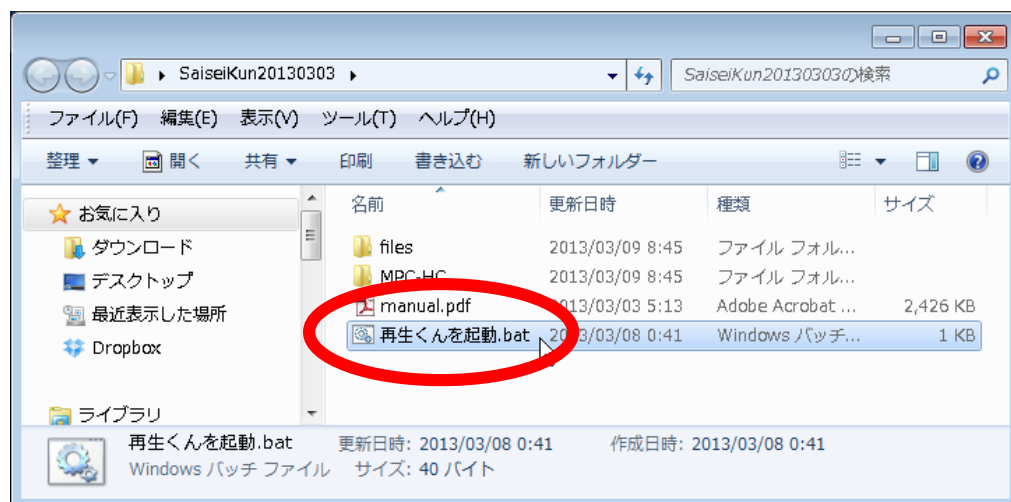 SaiseiKun20130303
SaiseiKun20130303の検索
ファイル(F) 編集(E) 表示(V) ツール(T) ヘルプ(H)
整理 開く 共有 印刷 書き込む 新しいフォルダー
お気に入り
ダウンロード
デスクトップ
最近表示した場所
Dropbox
ライブラリ
名前 更新日時 種類 サイズ
files 2013/03/09 8:45 ファイル フォル...
MPC-HC 2013/03/09 8:45 ファイル フォル...
manual.pdf 2013/03/03 5:13 Adobe Acrobat ... 2,426 KB
再生くんを起動.bat 2013/03/08 0:41 Windows バッチ... 1 KB
再生くんを起動.bat 更新日時: 2013/03/08 0:41 作成日時: 2013/03/08 0:41
Windows バッチ ファイル サイズ: 40 バイト